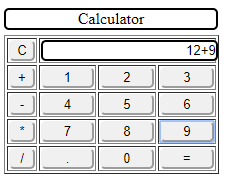 Calculator
C 12+9
+ 1 2 3
- 4 5 6
* 7 8 9
/ . 0 =